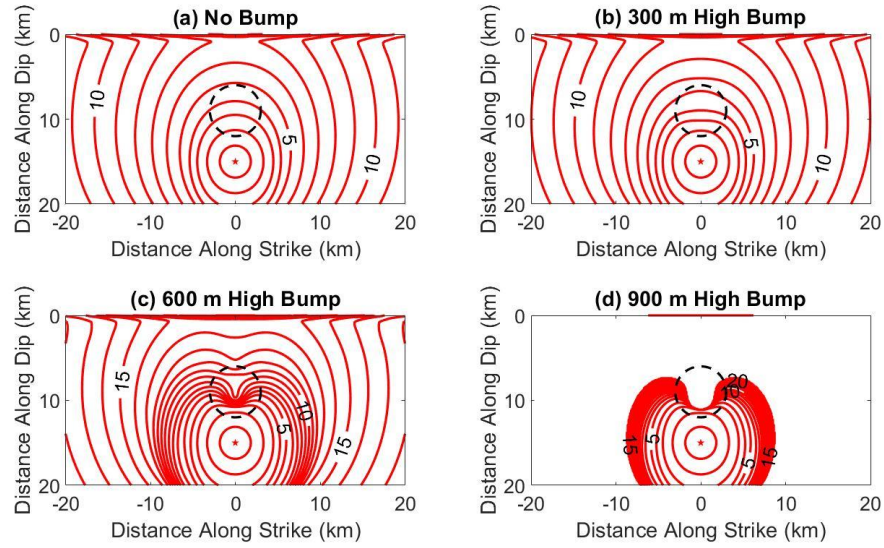 (a) No Bump
Distance Along Dip (km)
0
10
20
10
5
10
-20 -10 0 10 20
Distance Along Strike (km)
(b) 300 m High Bump
Distance Along Dip (km)
0
10
20
10
5
10
-20 -10 0 10 20
Distance Along Strike (km)
(c) 600 m High Bump
Distance Along Dip (km)
0
10
20
15
10
5
15
-20 -10 0 10 20
Distance Along Strike (km)
(d) 900 m High Bump
Distance Along Dip (km)
0
10
20
20
10
15
5
5
15
-20 -10 0 10 20
Distance Along Strike (km)